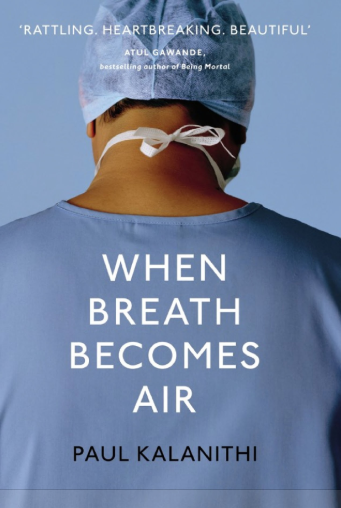 ‘RATTLING. HEARTBREAKING. BEAUTIFUL’
ATUL GAWANDE,
bestselling author of Being Mortal
WHEN
BREATH
BECOMES
AIR
PAUL KALANITHI